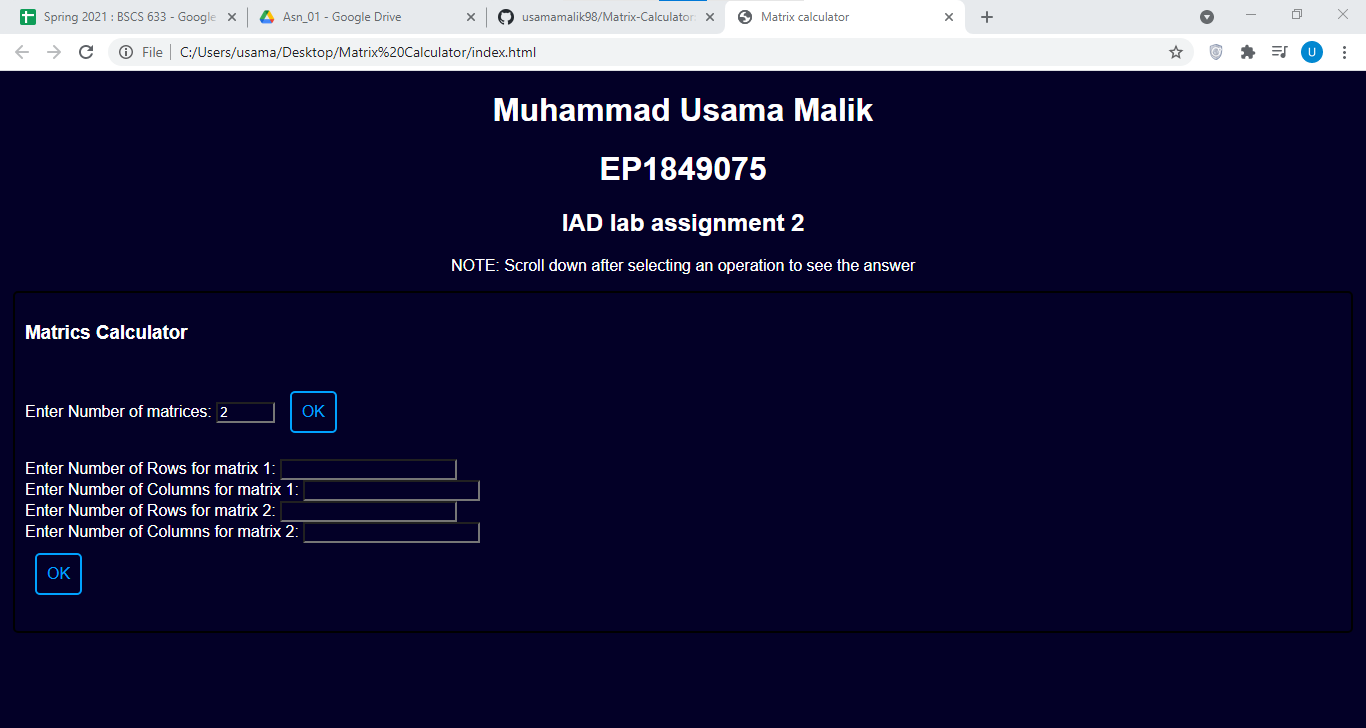 Spring 2021 : BSCS 633 - Google
Asn_01 - Google Drive
usamamalik98/Matrix-Calculator
Matrix calculator
File
C:/Users/usama/Desktop/Matrix%20Calculator/index.html
U
Muhammad Usama Malik
EP1849075
IAD lab assignment 2
NOTE: Scroll down after selecting an operation to see the answer
Matrics Calculator
Enter Number of matrices: 2 OK
Enter Number of Rows for matrix 1:
Enter Number of Columns for matrix 1:
Enter Number of Rows for matrix 2:
Enter Number of Columns for matrix 2:
OK